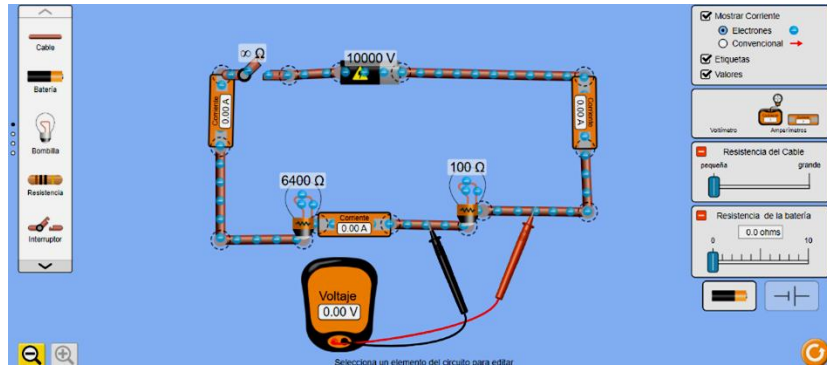 Cable
Batería
Bombilla
Resistencia
Interruptor
∞ Ω
10000 V
Corriente
0.00 A
Corriente
0.00 A
6400 Ω
100 Ω
Corriente
0.00 A
Voltaje
0.00 V
Selecciona un elemento del circuito para editar
Mostrar Corriente
Electrones
Convencional
Etiquetas
Valores
Voltímetro
Amperímetros
Resistencia del Cable
pequeña
grande
Resistencia de la batería
0.0 ohms
0
10